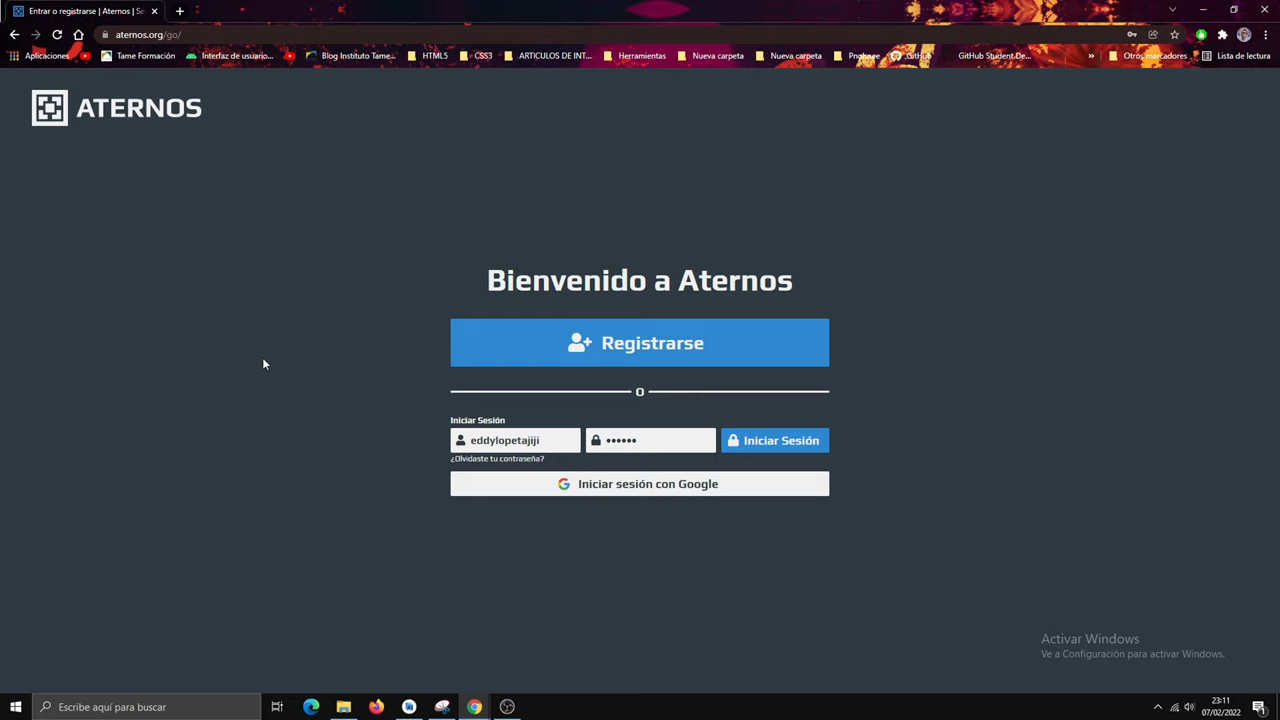 Entrar o registrarse | Aternos | Se
aternos.org/go/
Aplicaciones
Tame Formación
Interfaz de usuario...
Blog Instituto Tame...
HTML5
CSS3
ARTICULOS DE INT...
Herramientas
Nueva carpeta
Nueva carpeta
GitHub
GitHub Student De...
»
Otros marcadores
Lista de lectura
ATERNOS
Bienvenido a Aternos
Registrarse
O
Iniciar Sesión
eddylopetajiji
••••••
Iniciar Sesión
¿Olvidaste tu contraseña?
Iniciar sesión con Google
Activar Windows
Ve a Configuración para activar Windows.
Escribe aquí para buscar
23:11
07/02/2022